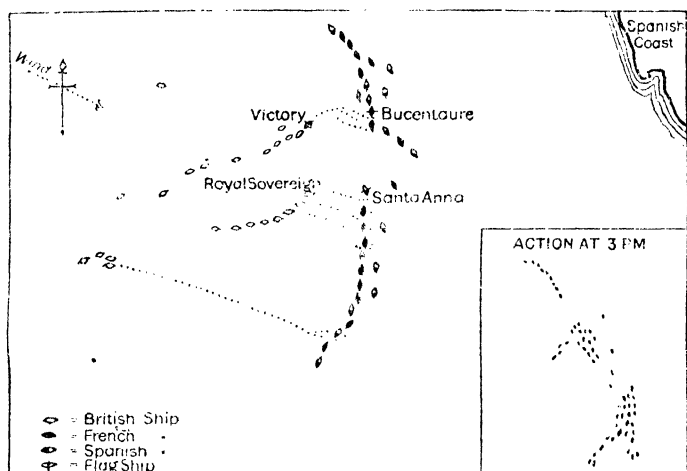 Spanish
Coast
Wind
Victory
Bucentaure
Royal Sovereign
Santa Anna
ACTION AT 3 PM
= British Ship
= French "
= Spanish "
= Flag Ship